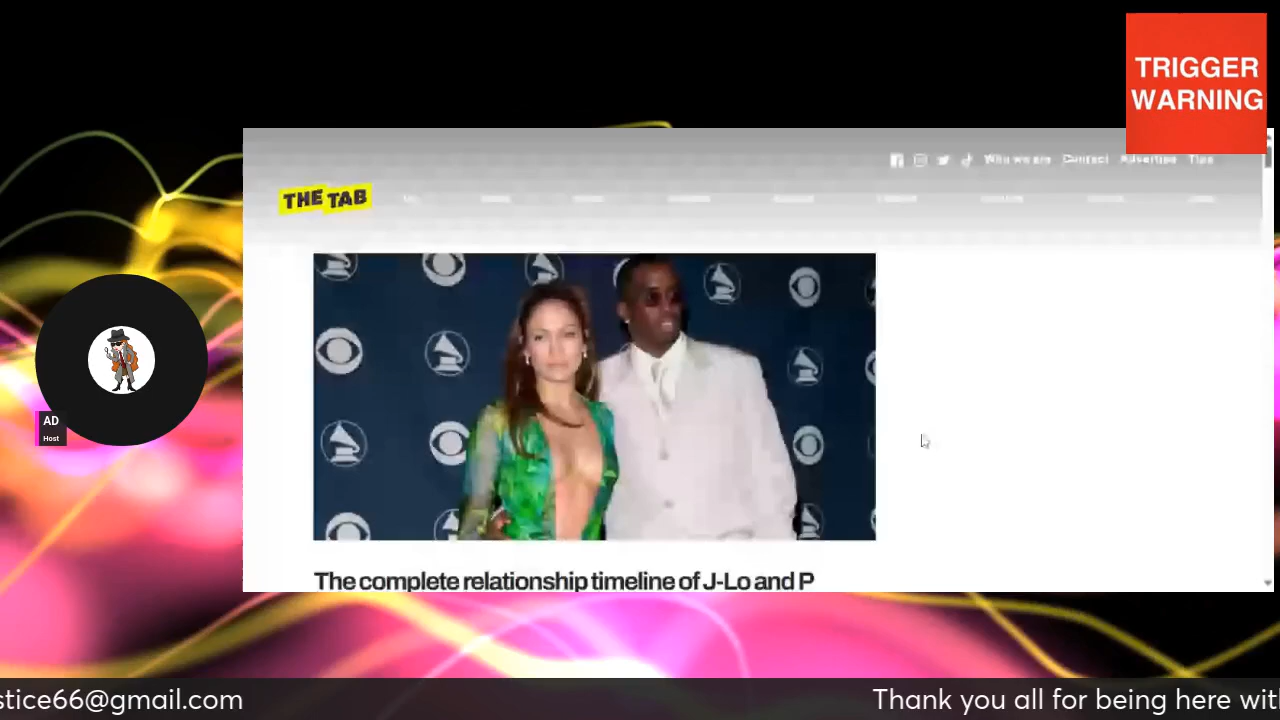 TRIGGER
WARNING
Who we are Contact Advertise Tips
THE TAB
AD
Host
The complete relationship timeline of J-Lo and P
stice66@gmail.com
Thank you all for being here wit